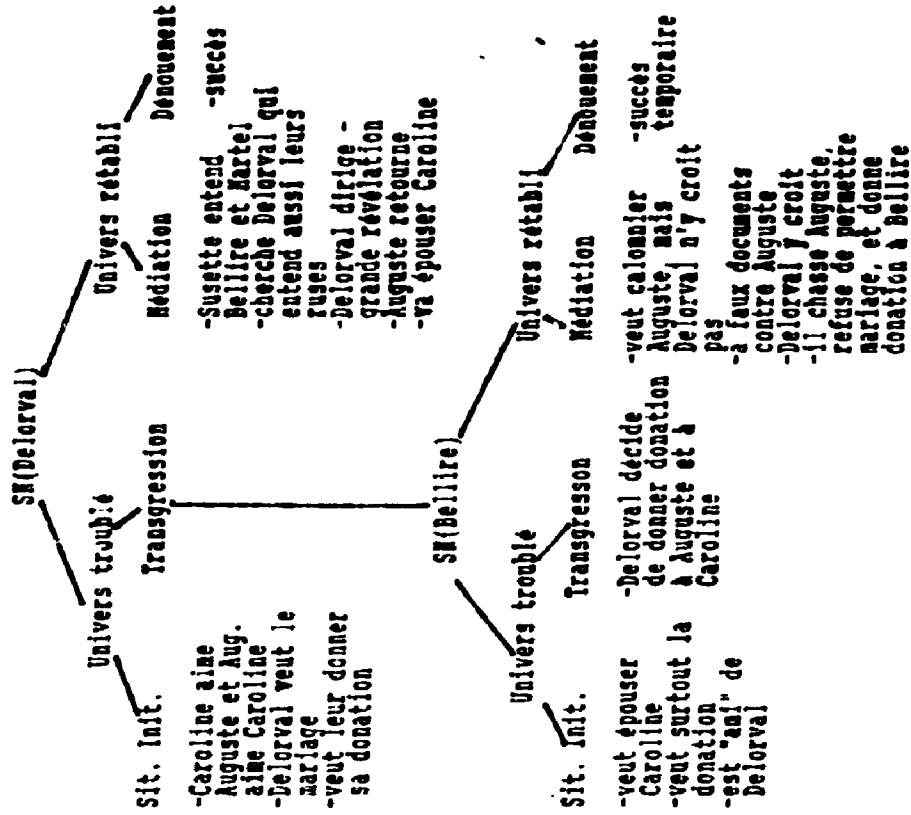 SN(Delorval)
Univers troublé
Univers rétabli
Sit. Init.
Transgression
Médiation
Dénouement
-Caroline aime
Auguste et Aug.
aime Caroline
-Delorval veut le
mariage
-veut leur donner
sa donation
-Susette entend
Bellire et Martel
-cherche Delorval qui
entend aussi leurs
ruses
-Delorval dirige -
grande révélation
-Auguste retourne
-va épouser Caroline
-succès
SN(Bellire)
Univers troublé
Univers rétabli
Sit. Init.
Transgresson
Médiation
Dénouement
-veut épouser
Caroline
-veut surtout la
donation
-est "ami" de
Delorval
-Delorval décide
de donner donation
à Auguste et à
Caroline
-veut calomnier
Auguste, mais
Delorval n'y croit
pas
-à faux documents
contre Auguste
-Delorval y croit
-il chasse Auguste,
refuse de permettre
mariage, et donne
donation à Bellire
-succès
temporaire